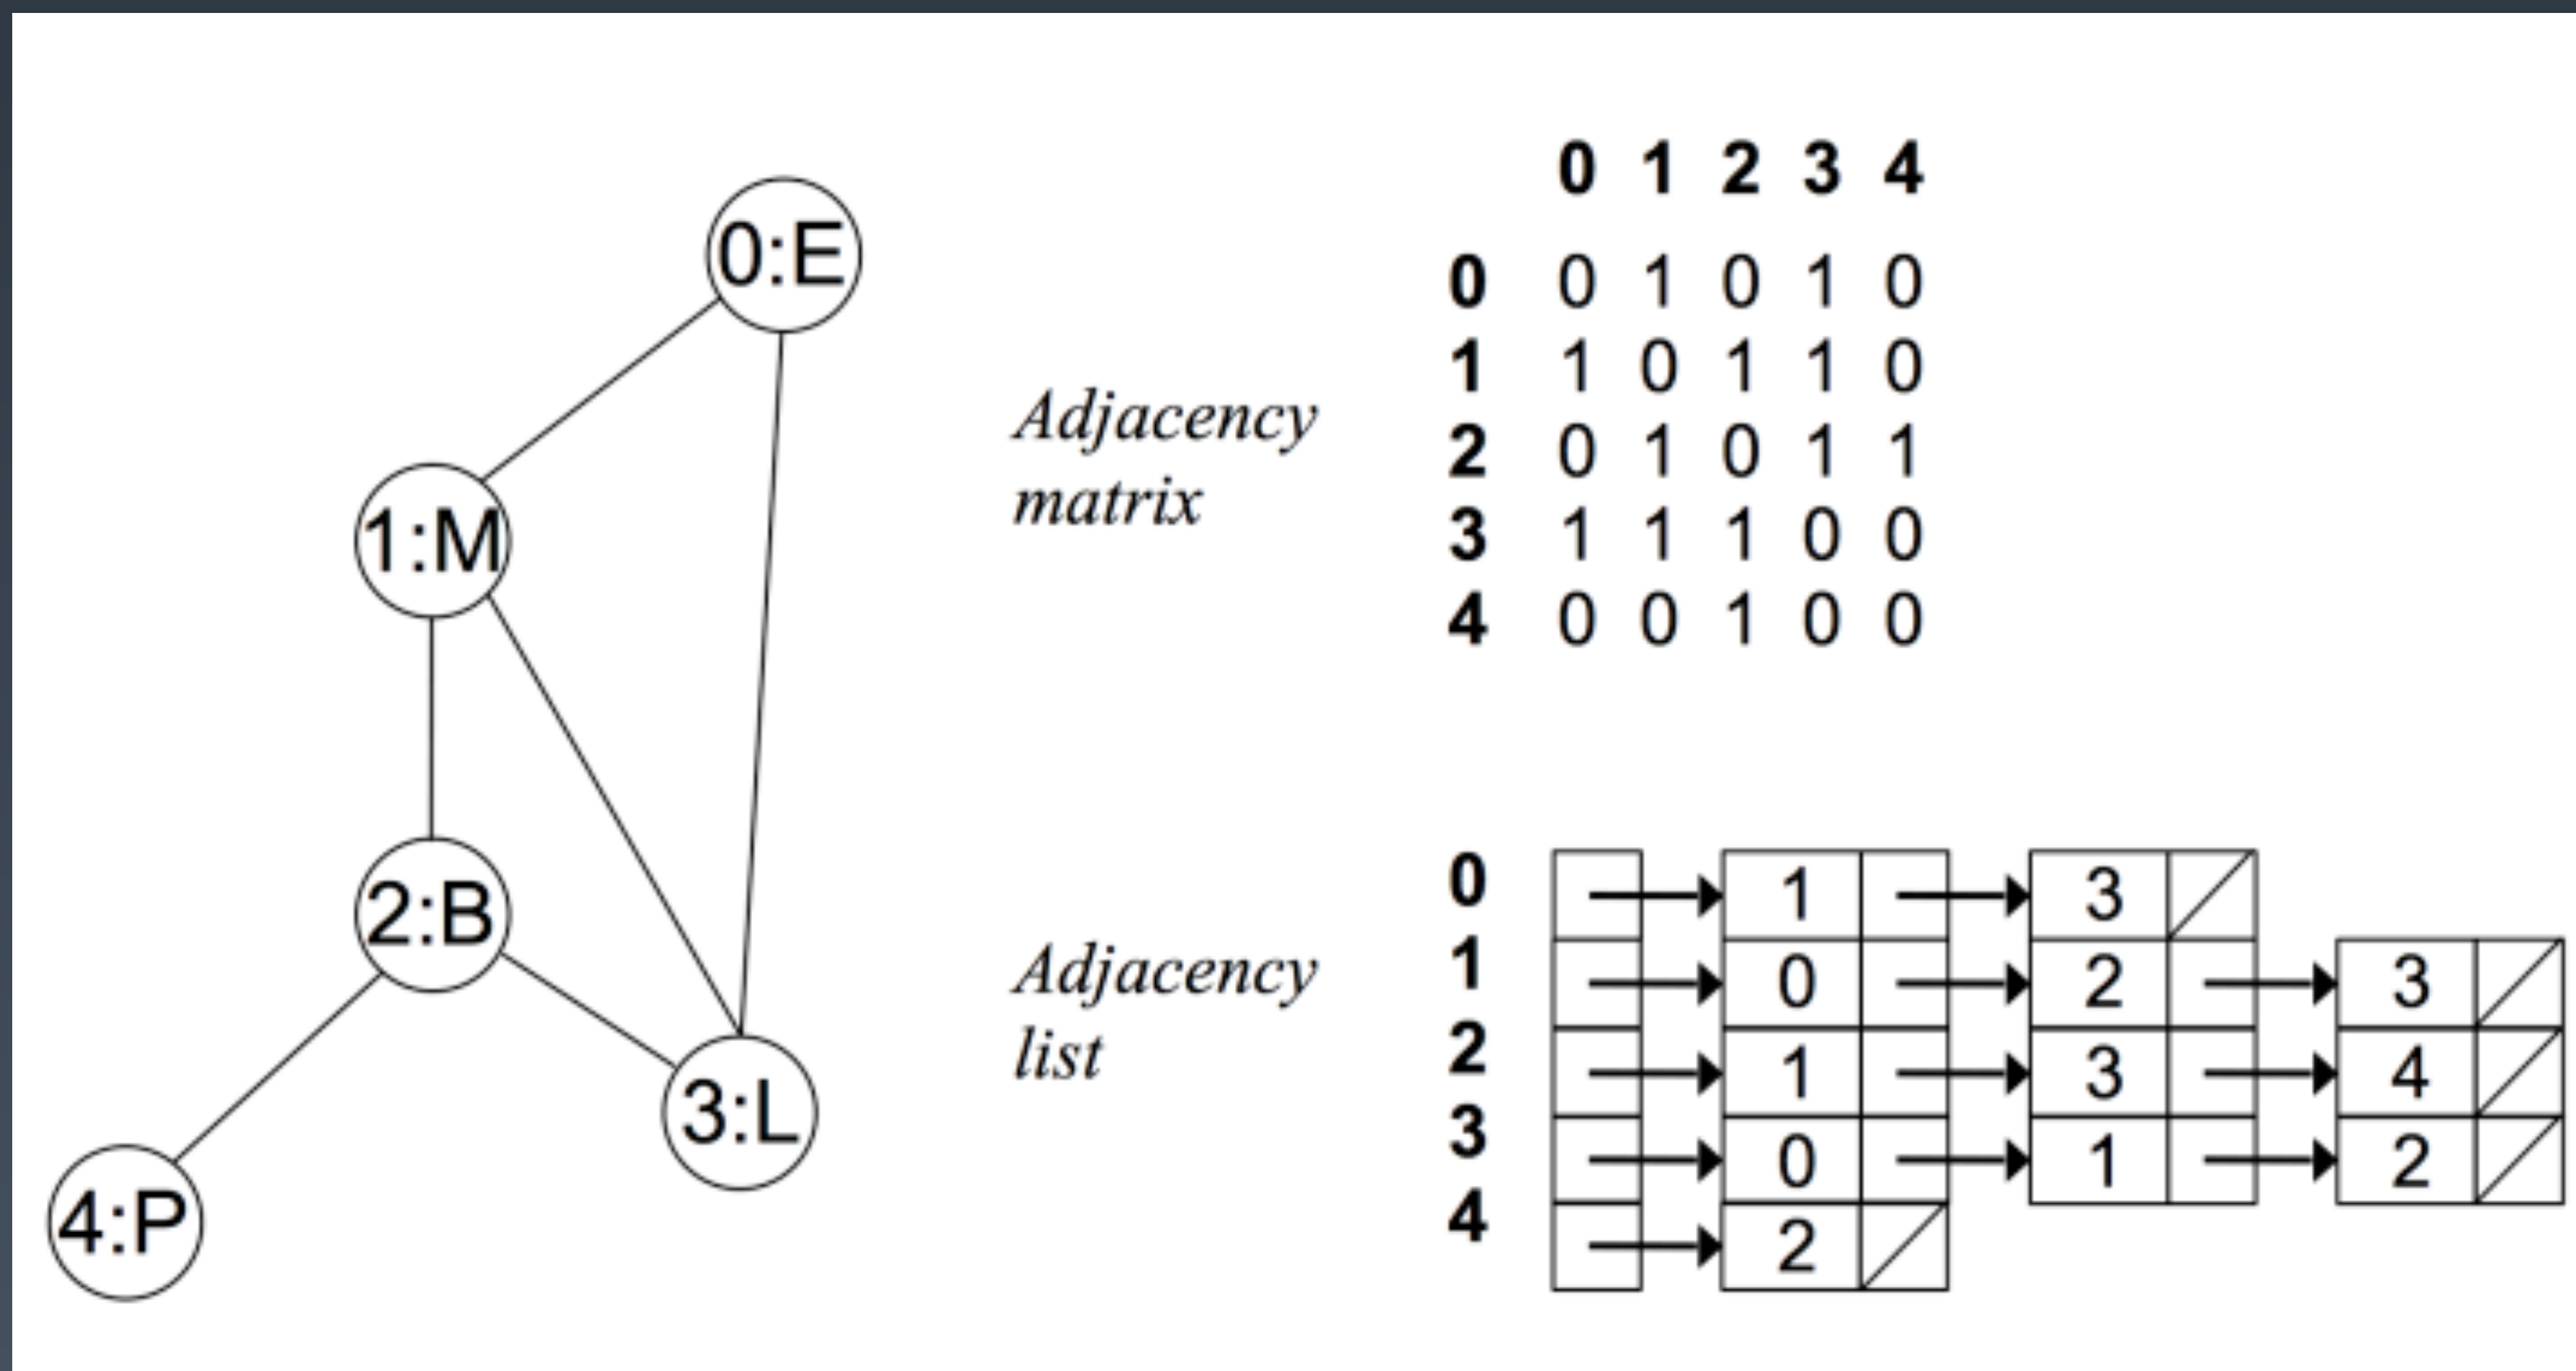 0:E
1:M
2:B
3:L
4:P
Adjacency
matrix
0 1 2 3 4
0 0 1 0 1 0
1 1 0 1 1 0
2 0 1 0 1 1
3 1 1 1 0 0
4 0 0 1 0 0
Adjacency
list
0 1 3
1 0 2 3
2 1 3 4
3 0 1 2
4 2